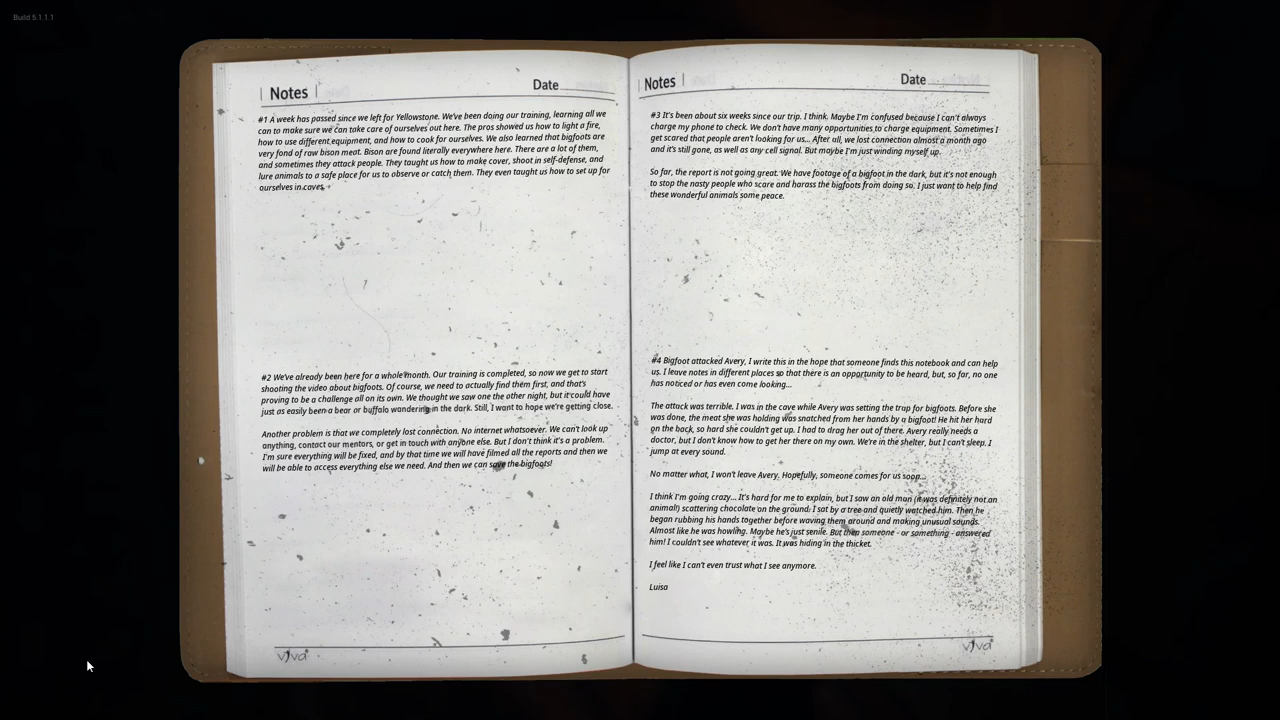 Build 5.1.1.1
Notes
Date
#1 A week has passed since we left for Yellowstone. We've been doing our training, learning all we
can to make sure we can take care of ourselves out here. The pros showed us how to light a fire,
how to use different equipment, and how to cook for ourselves. We also learned that bigfoots are
very fond of raw bison meat. Bison are found literally everywhere here. There are a lot of them,
and sometimes they attack people. They taught us how to make cover, shoot in self-defense, and
lure animals to a safe place for us to observe or catch them. They even taught us how to set up for
ourselves in caves.
#2 We've already been here for a whole month. Our training is completed, so now we get to start
shooting the video about bigfoots. Of course, we need to actually find them first, and that's
proving to be a challenge all on its own. We thought we saw one the other night, but it could have
just as easily been a bear or buffalo wandering in the dark. Still, I want to hope we're getting close.
Another problem is that we completely lost connection. No internet whatsoever. We can't look up
anything, contact our mentors, or get in touch with anyone else. But I don't think it's a problem.
I'm sure everything will be fixed, and by that time we will have filmed all the reports and then we
will be able to access everything else we need. And then we can save the bigfoots!
viva
Notes
Date
#3 It's been about six weeks since our trip. I think. Maybe I'm confused because I can't always
charge my phone to check. We don't have many opportunities to charge equipment. Sometimes I
get scared that people aren't looking for us... After all, we lost connection almost a month ago
and it's still gone, as well as any cell signal. But maybe I'm just winding myself up.
So far, the report is not going great. We have footage of a bigfoot in the dark, but it's not enough
to stop the nasty people who scare and harass the bigfoots from doing so. I just want to help find
these wonderful animals some peace.
#4 Bigfoot attacked Avery, I write this in the hope that someone finds this notebook and can help
us. I leave notes in different places so that there is an opportunity to be heard, but, so far, no one
has noticed or has even come looking...
The attack was terrible. I was in the cave while Avery was setting the trap for bigfoots. Before she
was done, the meat she was holding was snatched from her hands by a bigfoot! He hit her hard
on the back, so hard she couldn't get up. I had to drag her out of there. Avery really needs a
doctor, but I don't know how to get her there on my own. We're in the shelter, but I can't sleep. I
jump at every sound.
No matter what, I won't leave Avery. Hopefully, someone comes for us soon...
I think I'm going crazy... It's hard for me to explain, but I saw an old man (it was definitely not an
animal) scattering chocolate on the ground. I sat by a tree and quietly watched him. Then he
began rubbing his hands together before waving them around and making unusual sounds.
Almost like he was howling. Maybe he's just senile. But then someone - or something - answered
him! I couldn't see whatever it was. It was hiding in the thicket.
I feel like I can't even trust what I see anymore.
Luisa
viva